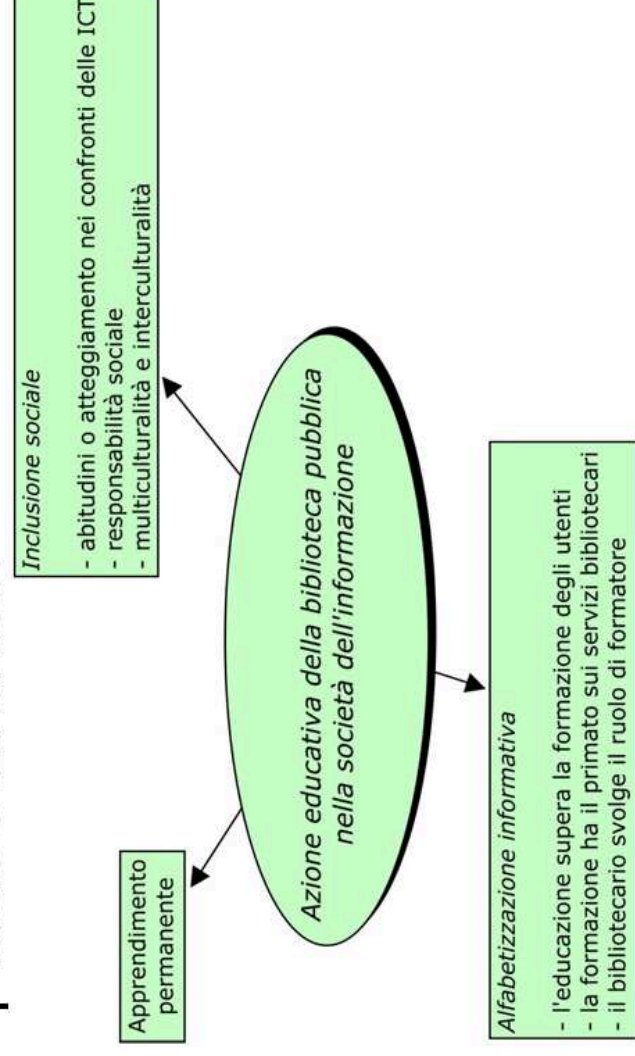 Inclusione sociale
- abitudini o atteggiamento nei confronti delle ICT
- responsabilità sociale
- multiculturalità e interculturalità
Apprendimento
permanente
Azione educativa della biblioteca pubblica
nella società dell'informazione
Alfabetizzazione informativa
- l'educazione supera la formazione degli utenti
- la formazione ha il primato sui servizi bibliotecari
- il bibliotecario svolge il ruolo di formatore